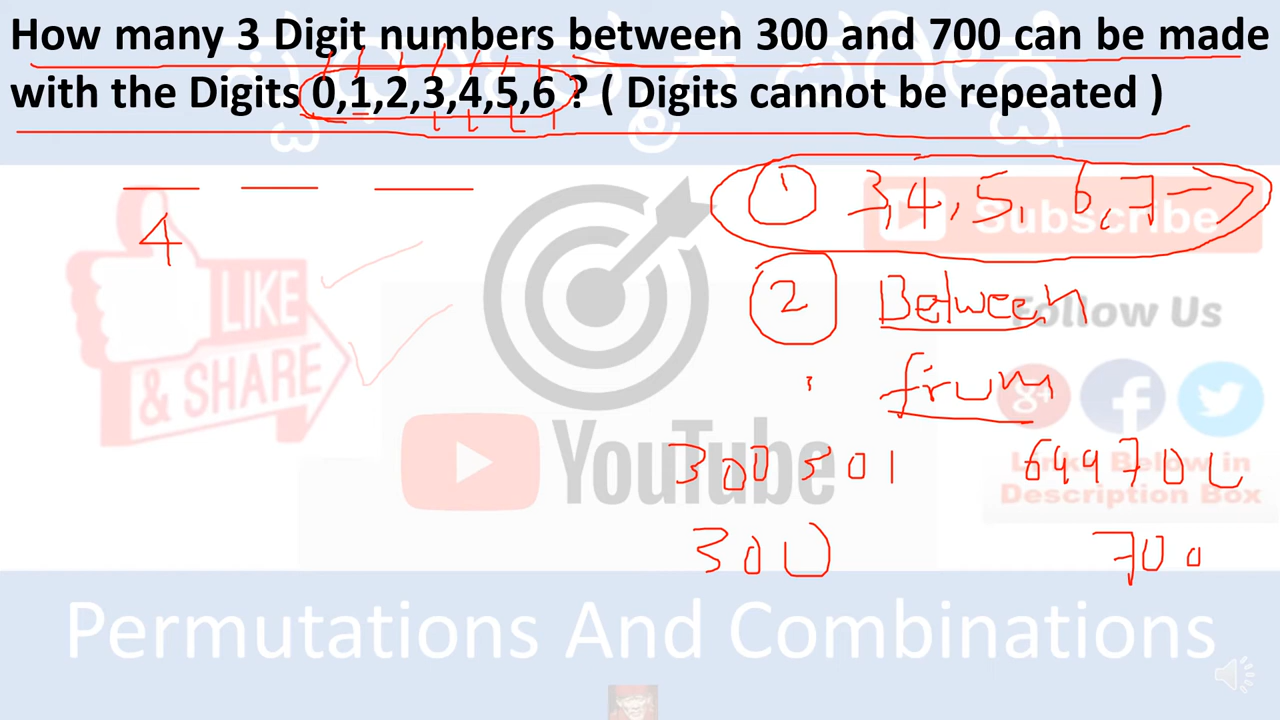 How many 3 Digit numbers between 300 and 700 can be made
with the Digits 0,1,2,3,4,5,6 ? ( Digits cannot be repeated )
4
1 3,4,5,6,7
Subscribe
LIKE
& SHARE
2 Between
Follow Us
from
g+ f
YouTube
300 301
700
Links Below in
Description Box
300 700
Permutations And Combinations